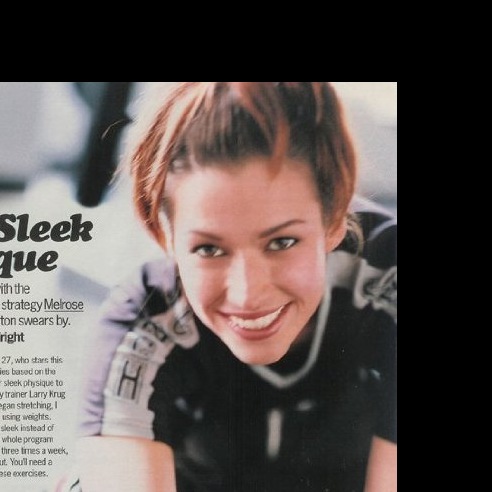 Sleek
que
ith the
strategy Melrose
ton swears by.
right
27, who stars this
ies based on the
sleek physique to
y trainer Larry Krug
egan stretching, I
using weights.
sleek instead of
whole program
three times a week,
ut. You'll need a
ese exercises.
H